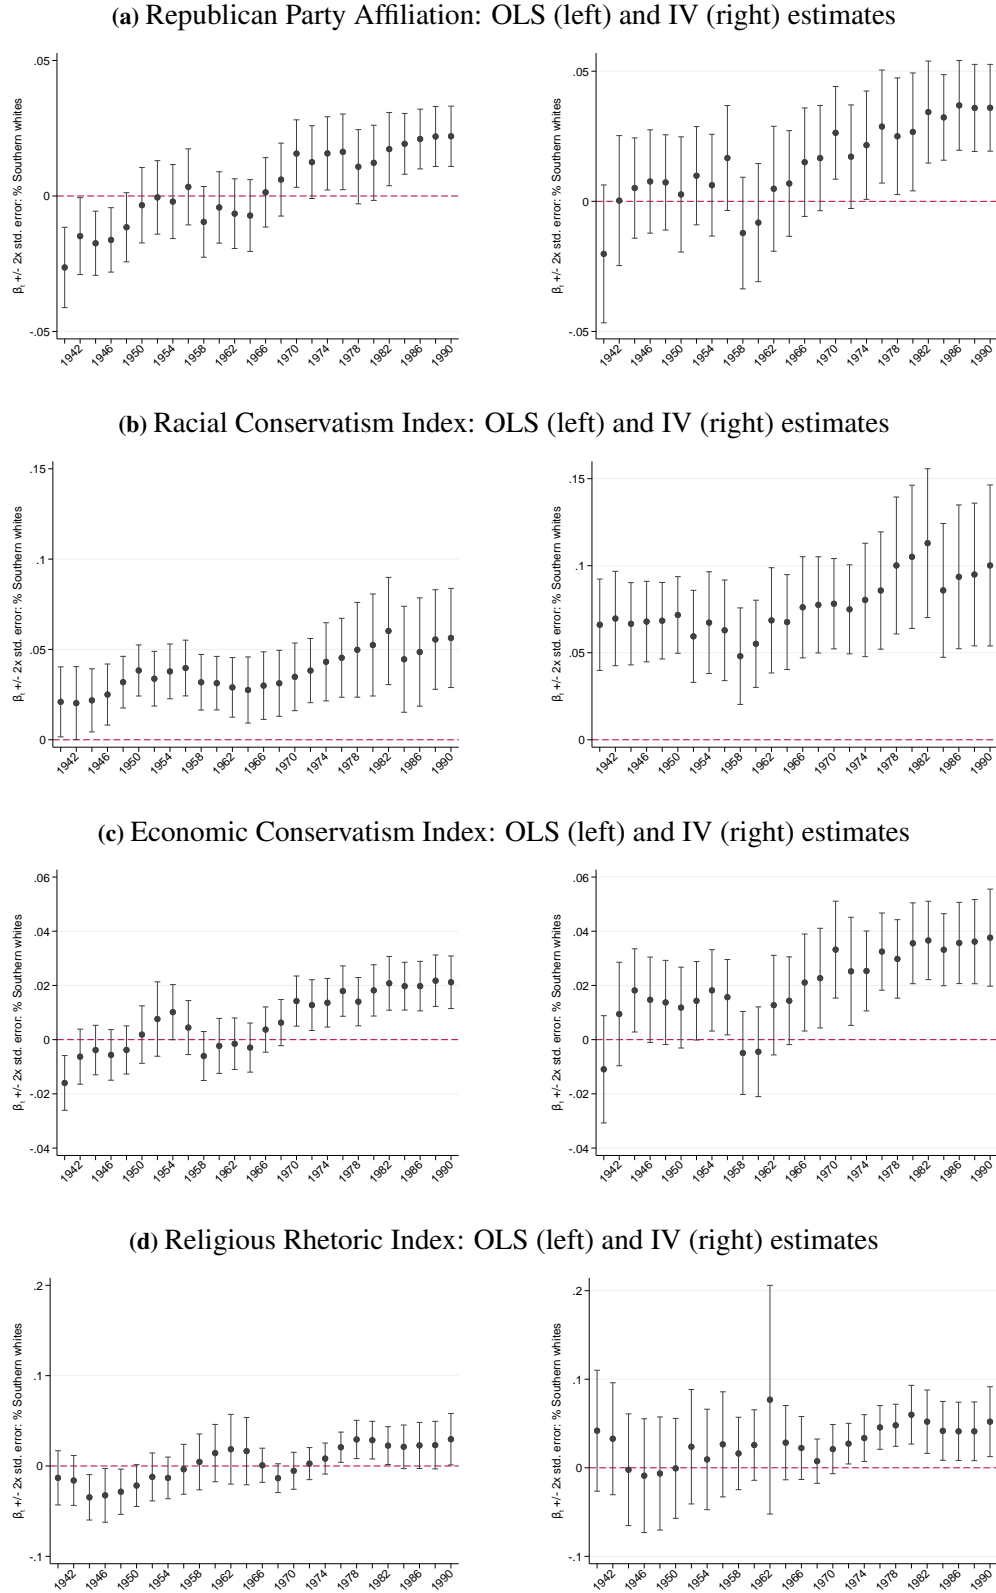 (a) Republican Party Affiliation: OLS (left) and IV (right) estimates
β_t +/- 2x std. error: % Southern whites
.05
0
-.05
1942 1946 1950 1954 1958 1962 1966 1970 1974 1978 1982 1986 1990
β_t +/- 2x std. error: % Southern whites
.05
0
-.05
1942 1946 1950 1954 1958 1962 1966 1970 1974 1978 1982 1986 1990
(b) Racial Conservatism Index: OLS (left) and IV (right) estimates
β_t +/- 2x std. error: % Southern whites
.15
.1
.05
0
1942 1946 1950 1954 1958 1962 1966 1970 1974 1978 1982 1986 1990
β_t +/- 2x std. error: % Southern whites
.15
.1
.05
0
1942 1946 1950 1954 1958 1962 1966 1970 1974 1978 1982 1986 1990
(c) Economic Conservatism Index: OLS (left) and IV (right) estimates
β_t +/- 2x std. error: % Southern whites
.06
.04
.02
0
-.02
-.04
1942 1946 1950 1954 1958 1962 1966 1970 1974 1978 1982 1986 1990
β_t +/- 2x std. error: % Southern whites
.06
.04
.02
0
-.02
-.04
1942 1946 1950 1954 1958 1962 1966 1970 1974 1978 1982 1986 1990
(d) Religious Rhetoric Index: OLS (left) and IV (right) estimates
β_t +/- 2x std. error: % Southern whites
.2
.1
0
-.1
1942 1946 1950 1954 1958 1962 1966 1970 1974 1978 1982 1986 1990
β_t +/- 2x std. error: % Southern whites
.2
.1
0
-.1
1942 1946 1950 1954 1958 1962 1966 1970 1974 1978 1982 1986 1990